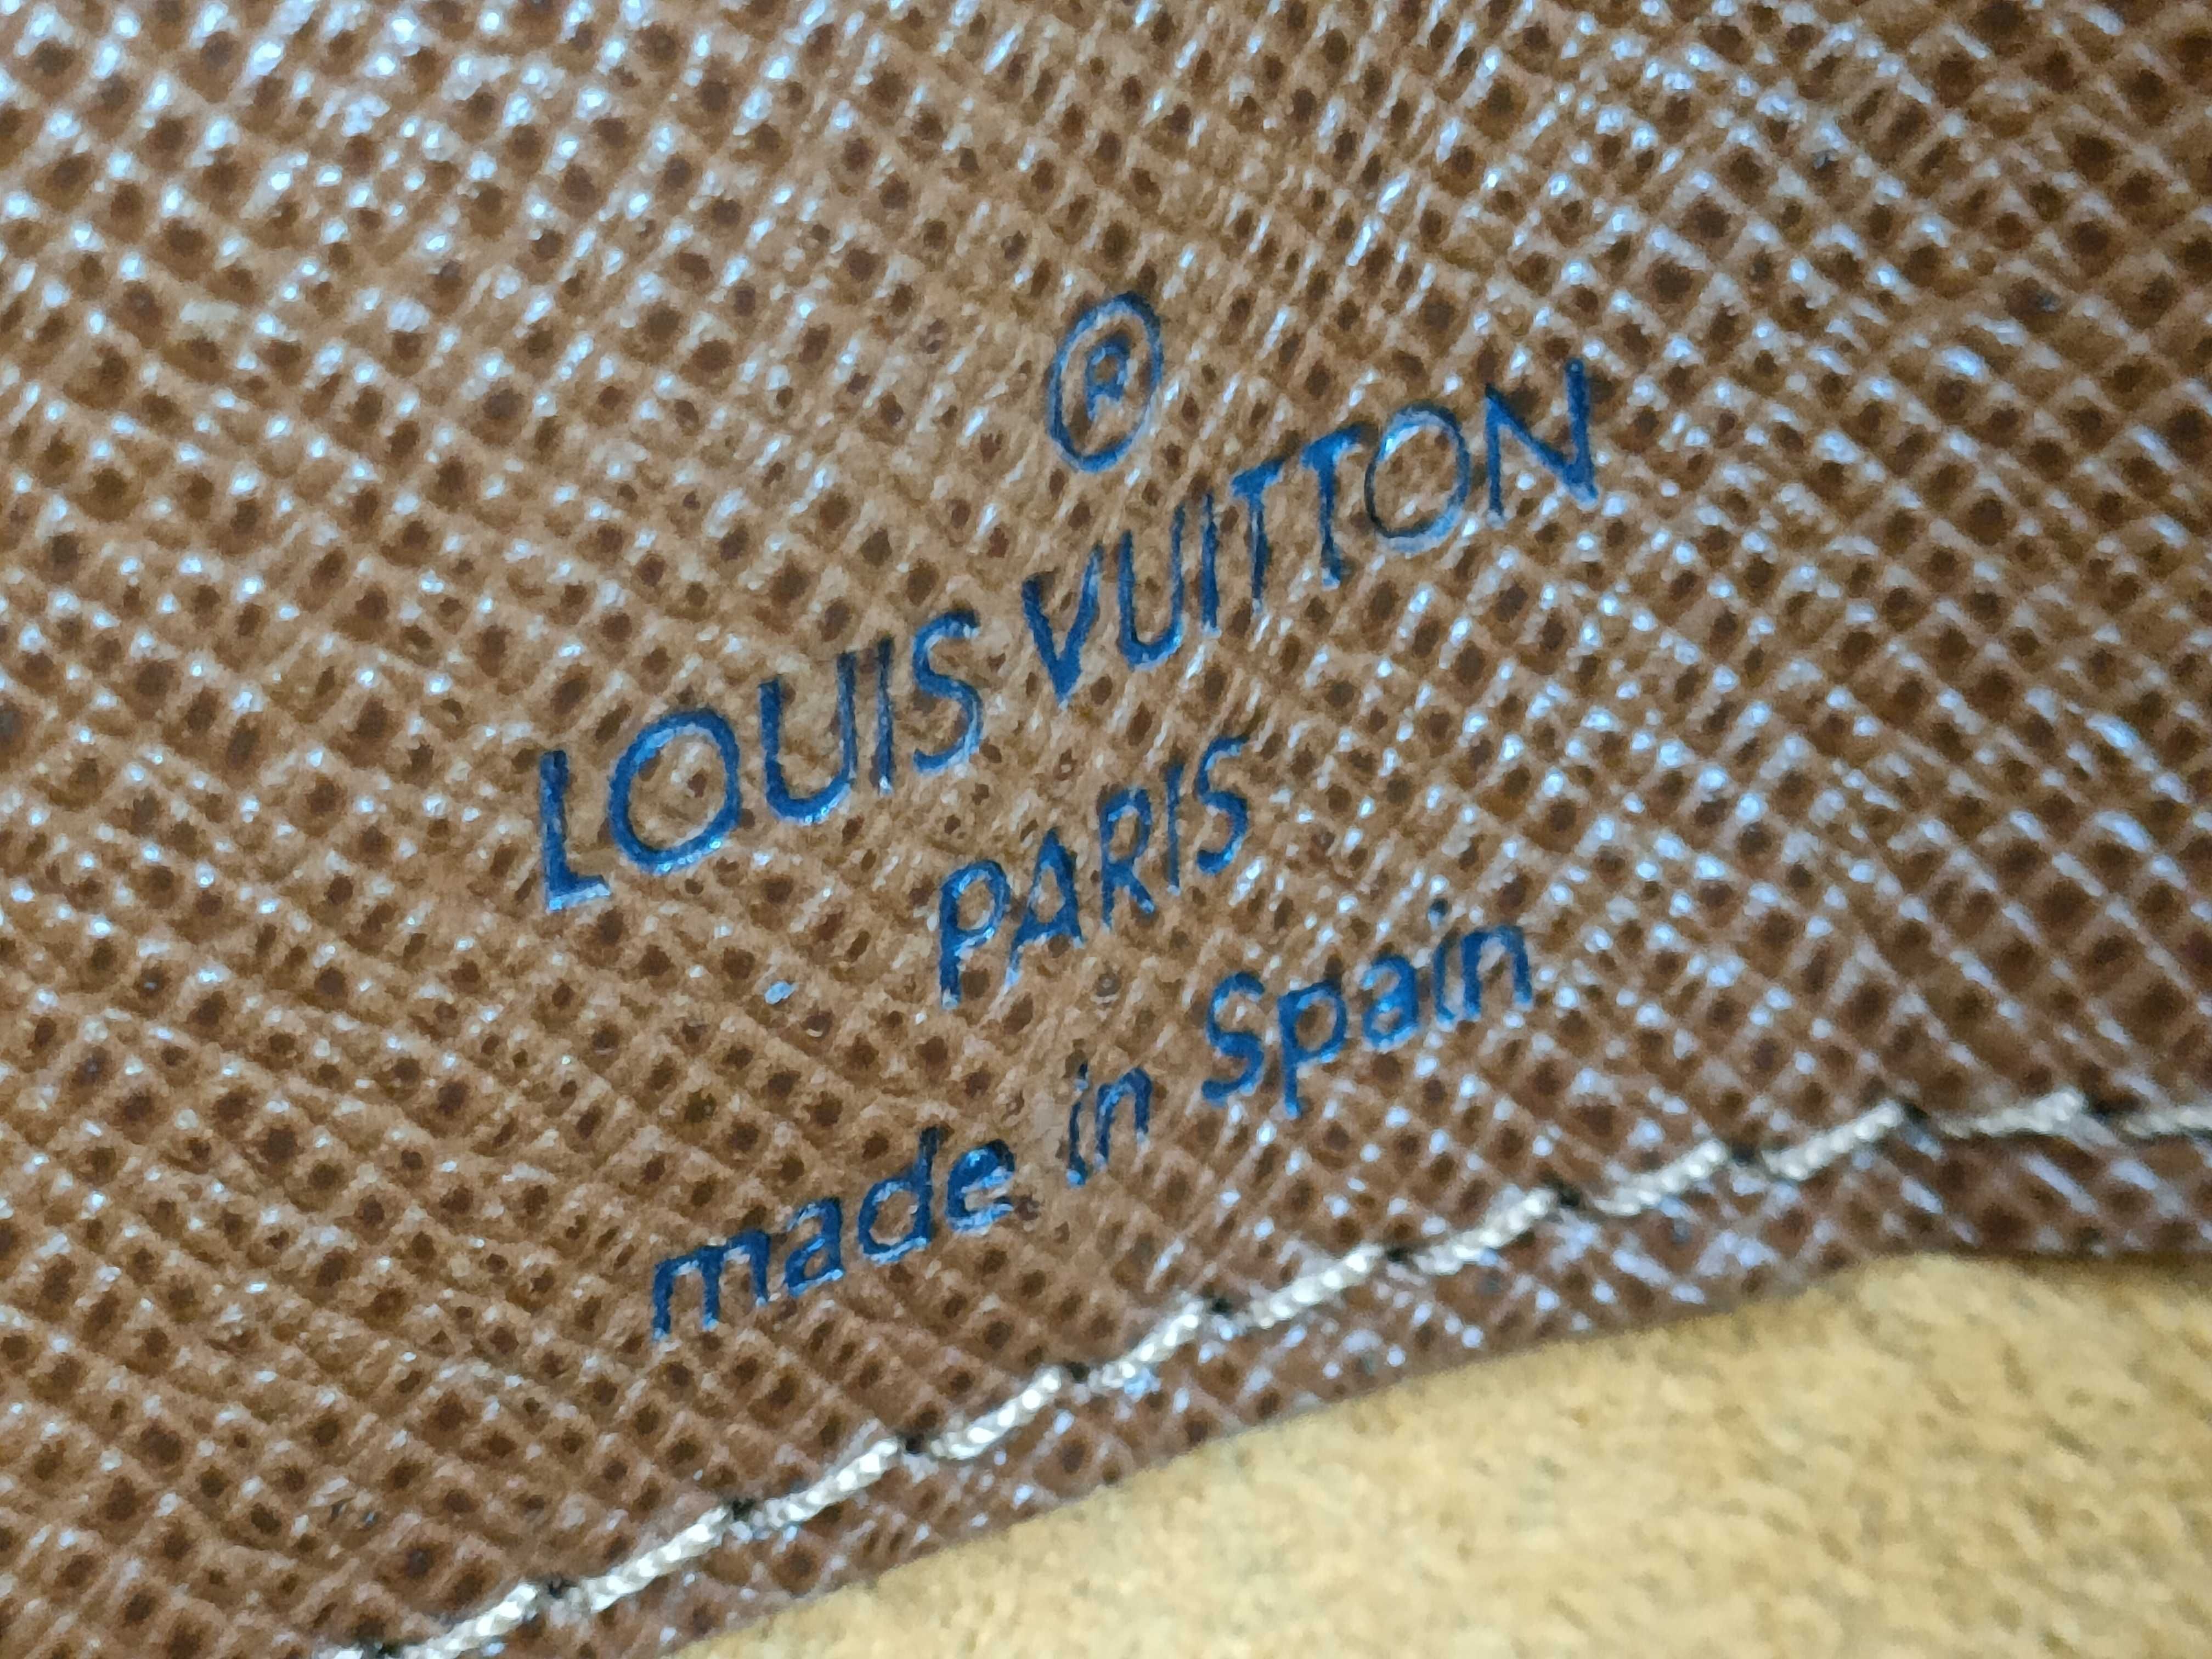 ®
LOUIS VUITTON
PARIS
made in Spain